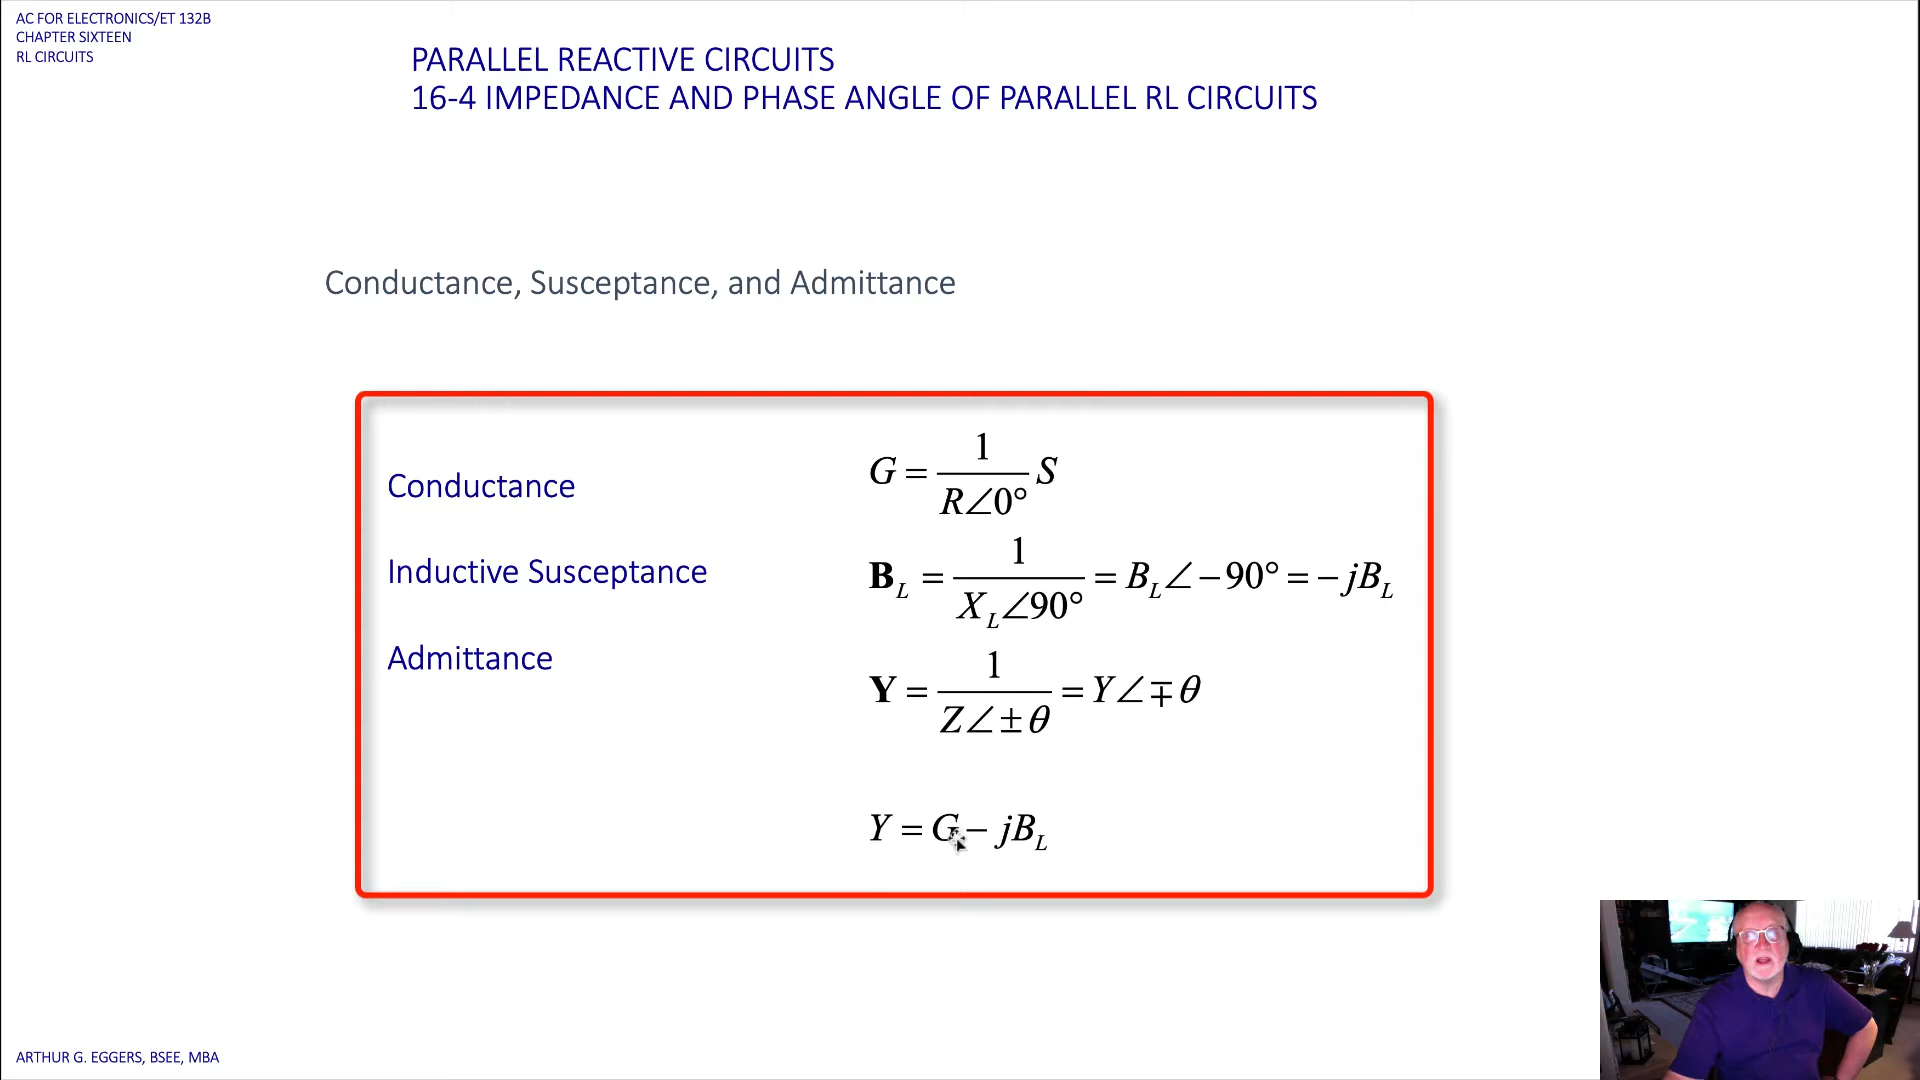 AC FOR ELECTRONICS/ET 132B
CHAPTER SIXTEEN
RL CIRCUITS
PARALLEL REACTIVE CIRCUITS
16-4 IMPEDANCE AND PHASE ANGLE OF PARALLEL RL CIRCUITS
Conductance, Susceptance, and Admittance
Conductance
G = 1/R∠0° S
Inductive Susceptance
B_L = 1/X_L∠90° = B_L∠−90° = −jB_L
Admittance
Y = 1/Z∠±θ = Y∠∓θ
Y = G − jB_L
ARTHUR G. EGGERS, BSEE, MBA